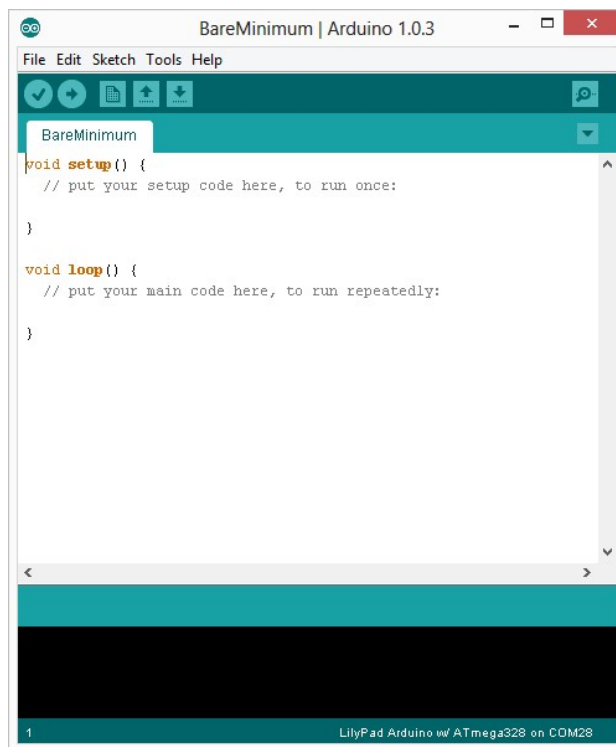 BareMinimum | Arduino 1.0.3
File Edit Sketch Tools Help
BareMinimum
void setup() {
  // put your setup code here, to run once:
}
void loop() {
  // put your main code here, to run repeatedly:
}
1 LilyPad Arduino w/ ATmega328 on COM28